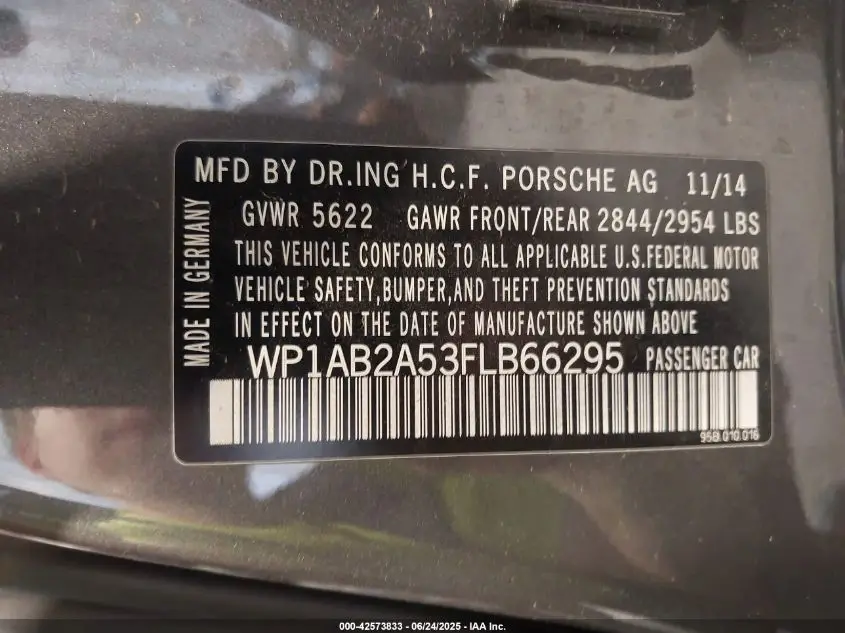 MFD BY DR.ING H.C.F. PORSCHE AG 11/14
GVWR 5622 GAWR FRONT/REAR 2844/2954 LBS
THIS VEHICLE CONFORMS TO ALL APPLICABLE U.S.FEDERAL MOTOR
VEHICLE SAFETY,BUMPER,AND THEFT PREVENTION STANDARDS
IN EFFECT ON THE DATE OF MANUFACTURE SHOWN ABOVE
MADE IN GERMANY
WP1AB2A53FLB66295 PASSENGER CAR
95B.010.016
000-42573833 - 06/24/2025 - IAA Inc.